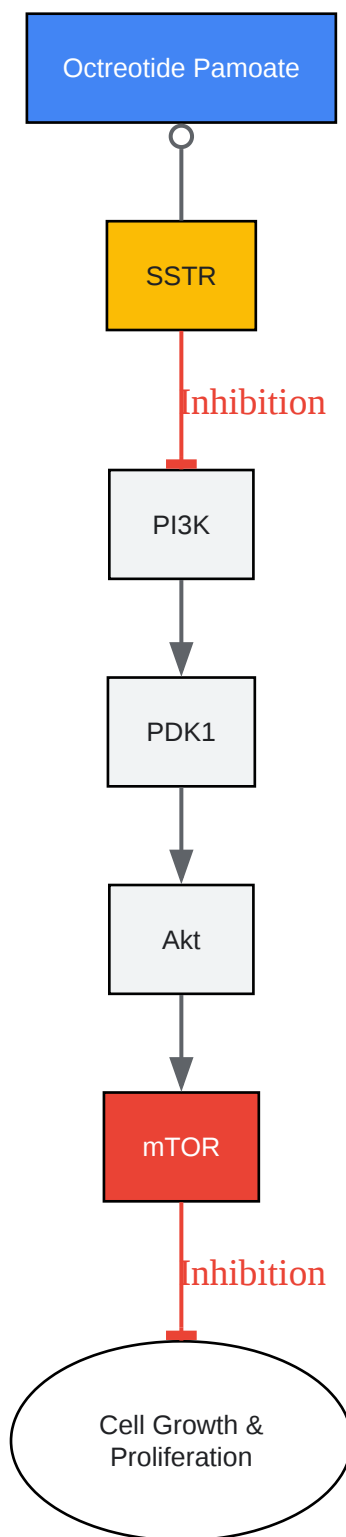 Octreotide Pamoate
SSTR
Inhibition
PI3K
PDK1
Akt
mTOR
Inhibition
Cell Growth &
Proliferation